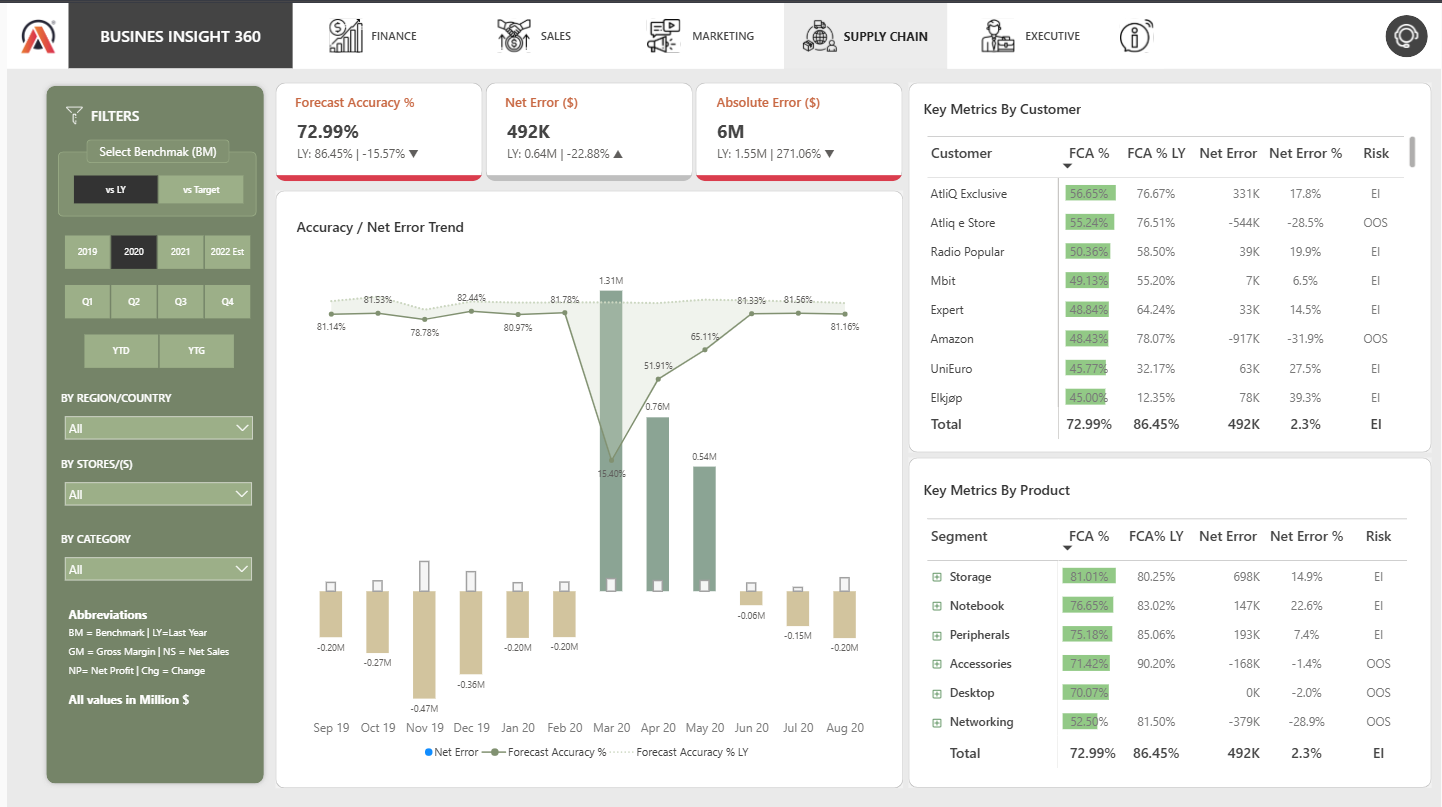 BUSINES INSIGHT 360
FINANCE
SALES
MARKETING
SUPPLY CHAIN
EXECUTIVE
FILTERS
Select Benchmak (BM)
vs LY
vs Target
2019
2020
2021
2022 Est
Q1
Q2
Q3
Q4
YTD
YTG
BY REGION/COUNTRY
All
BY STORES/(S)
All
BY CATEGORY
All
Abbreviations
BM = Benchmark | LY=Last Year
GM = Gross Margin | NS = Net Sales
NP= Net Profit | Chg = Change
All values in Million $
Forecast Accuracy %
72.99%
LY: 86.45% | -15.57% ▼
Net Error ($)
492K
LY: 0.64M | -22.88% ▲
Absolute Error ($)
6M
LY: 1.55M | 271.06% ▼
Accuracy / Net Error Trend
1.31M
81.53% 82.44% 81.78% 81.33% 81.56%
81.14% 78.78% 80.97% 81.16%
65.11%
51.91%
0.76M
0.54M
15.40%
-0.06M
-0.15M
-0.20M -0.27M -0.20M -0.20M -0.20M
-0.36M
-0.47M
Sep 19 Oct 19 Nov 19 Dec 19 Jan 20 Feb 20 Mar 20 Apr 20 May 20 Jun 20 Jul 20 Aug 20
Net Error Forecast Accuracy % Forecast Accuracy % LY
Key Metrics By Customer
Customer FCA % FCA % LY Net Error Net Error % Risk
AtliQ Exclusive 56.65% 76.67% 331K 17.8% EI
Atliq e Store 55.24% 76.51% -544K -28.5% OOS
Radio Popular 50.36% 58.50% 39K 19.9% EI
Mbit 49.13% 55.20% 7K 6.5% EI
Expert 48.84% 64.24% 33K 14.5% EI
Amazon 48.43% 78.07% -917K -31.9% OOS
UniEuro 45.77% 32.17% 63K 27.5% EI
Elkjøp 45.00% 12.35% 78K 39.3% EI
Total 72.99% 86.45% 492K 2.3% EI
Key Metrics By Product
Segment FCA % FCA% LY Net Error Net Error % Risk
Storage 81.01% 80.25% 698K 14.9% EI
Notebook 76.65% 83.02% 147K 22.6% EI
Peripherals 75.18% 85.06% 193K 7.4% EI
Accessories 71.42% 90.20% -168K -1.4% OOS
Desktop 70.07% 0K -2.0% OOS
Networking 52.50% 81.50% -379K -28.9% OOS
Total 72.99% 86.45% 492K 2.3% EI